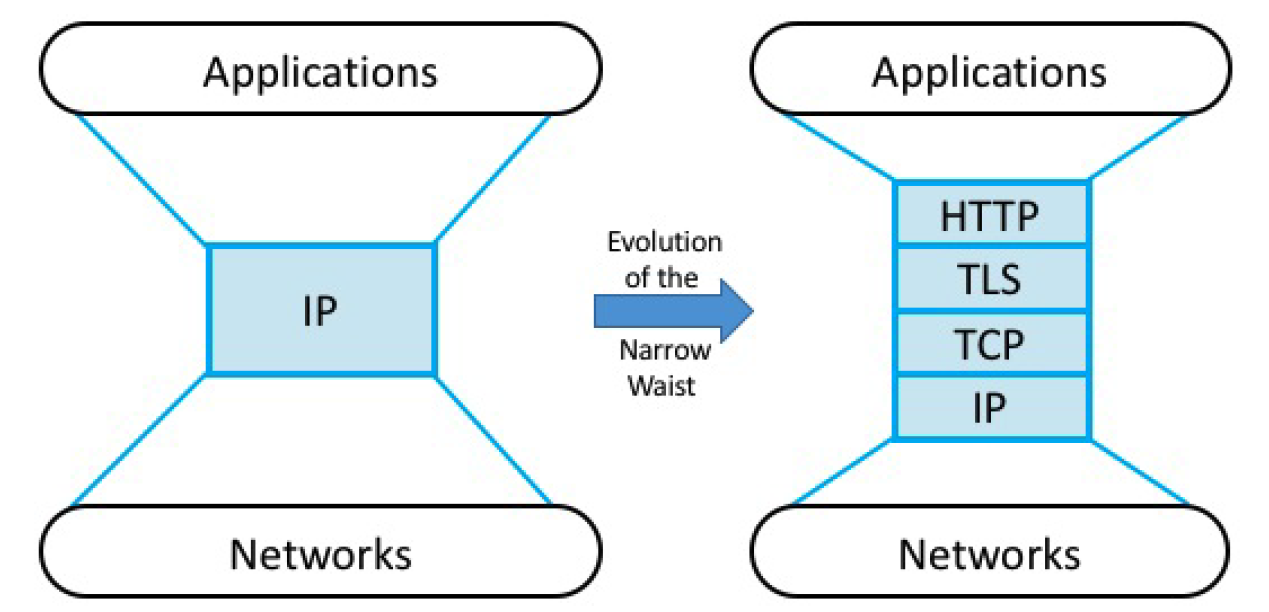 Applications
IP
Networks
Evolution
of the
Narrow
Waist
Applications
HTTP
TLS
TCP
IP
Networks